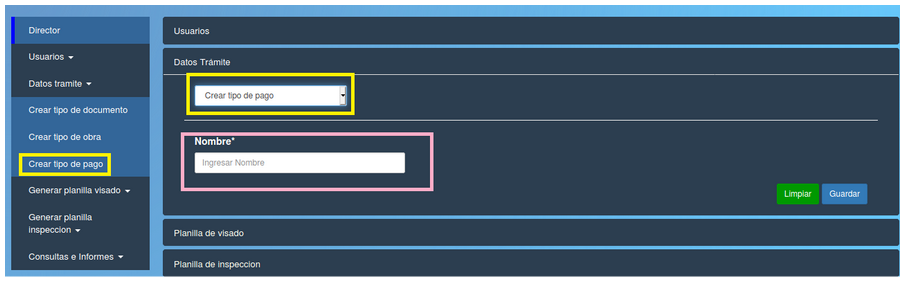 Director
Usuarios
Datos tramite
Crear tipo de documento
Crear tipo de obra
Crear tipo de pago
Generar planilla visado
Generar planilla
inspeccion
Consultas e Informes
Usuarios
Datos Trámite
Crear tipo de pago
Nombre*
Ingresar Nombre
Limpiar
Guardar
Planilla de visado
Planilla de inspeccion